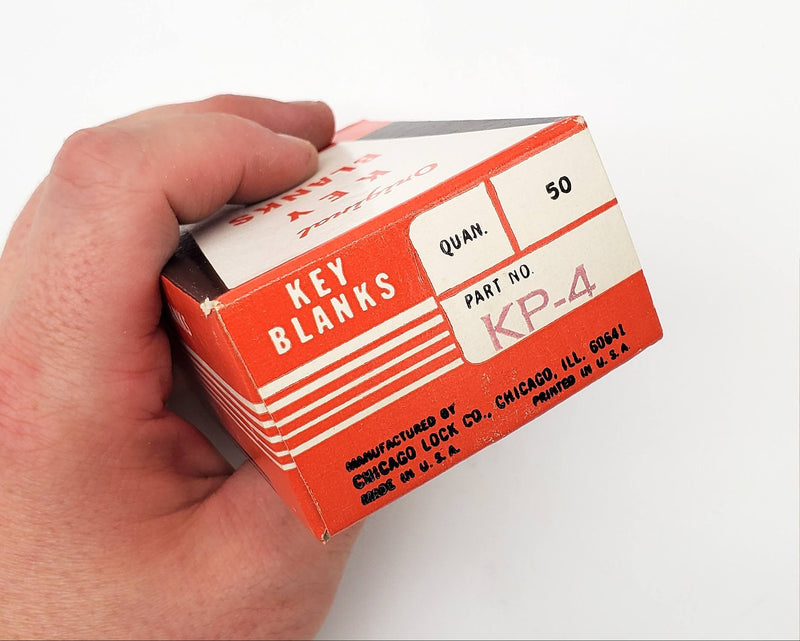 Original
KEY
BLANKS
KEY
BLANKS
QUAN.
50
PART NO.
KP-4
MANUFACTURED BY
CHICAGO LOCK CO., CHICAGO, ILL. 60641
MADE IN U. S. A.
PRINTED IN U. S. A.